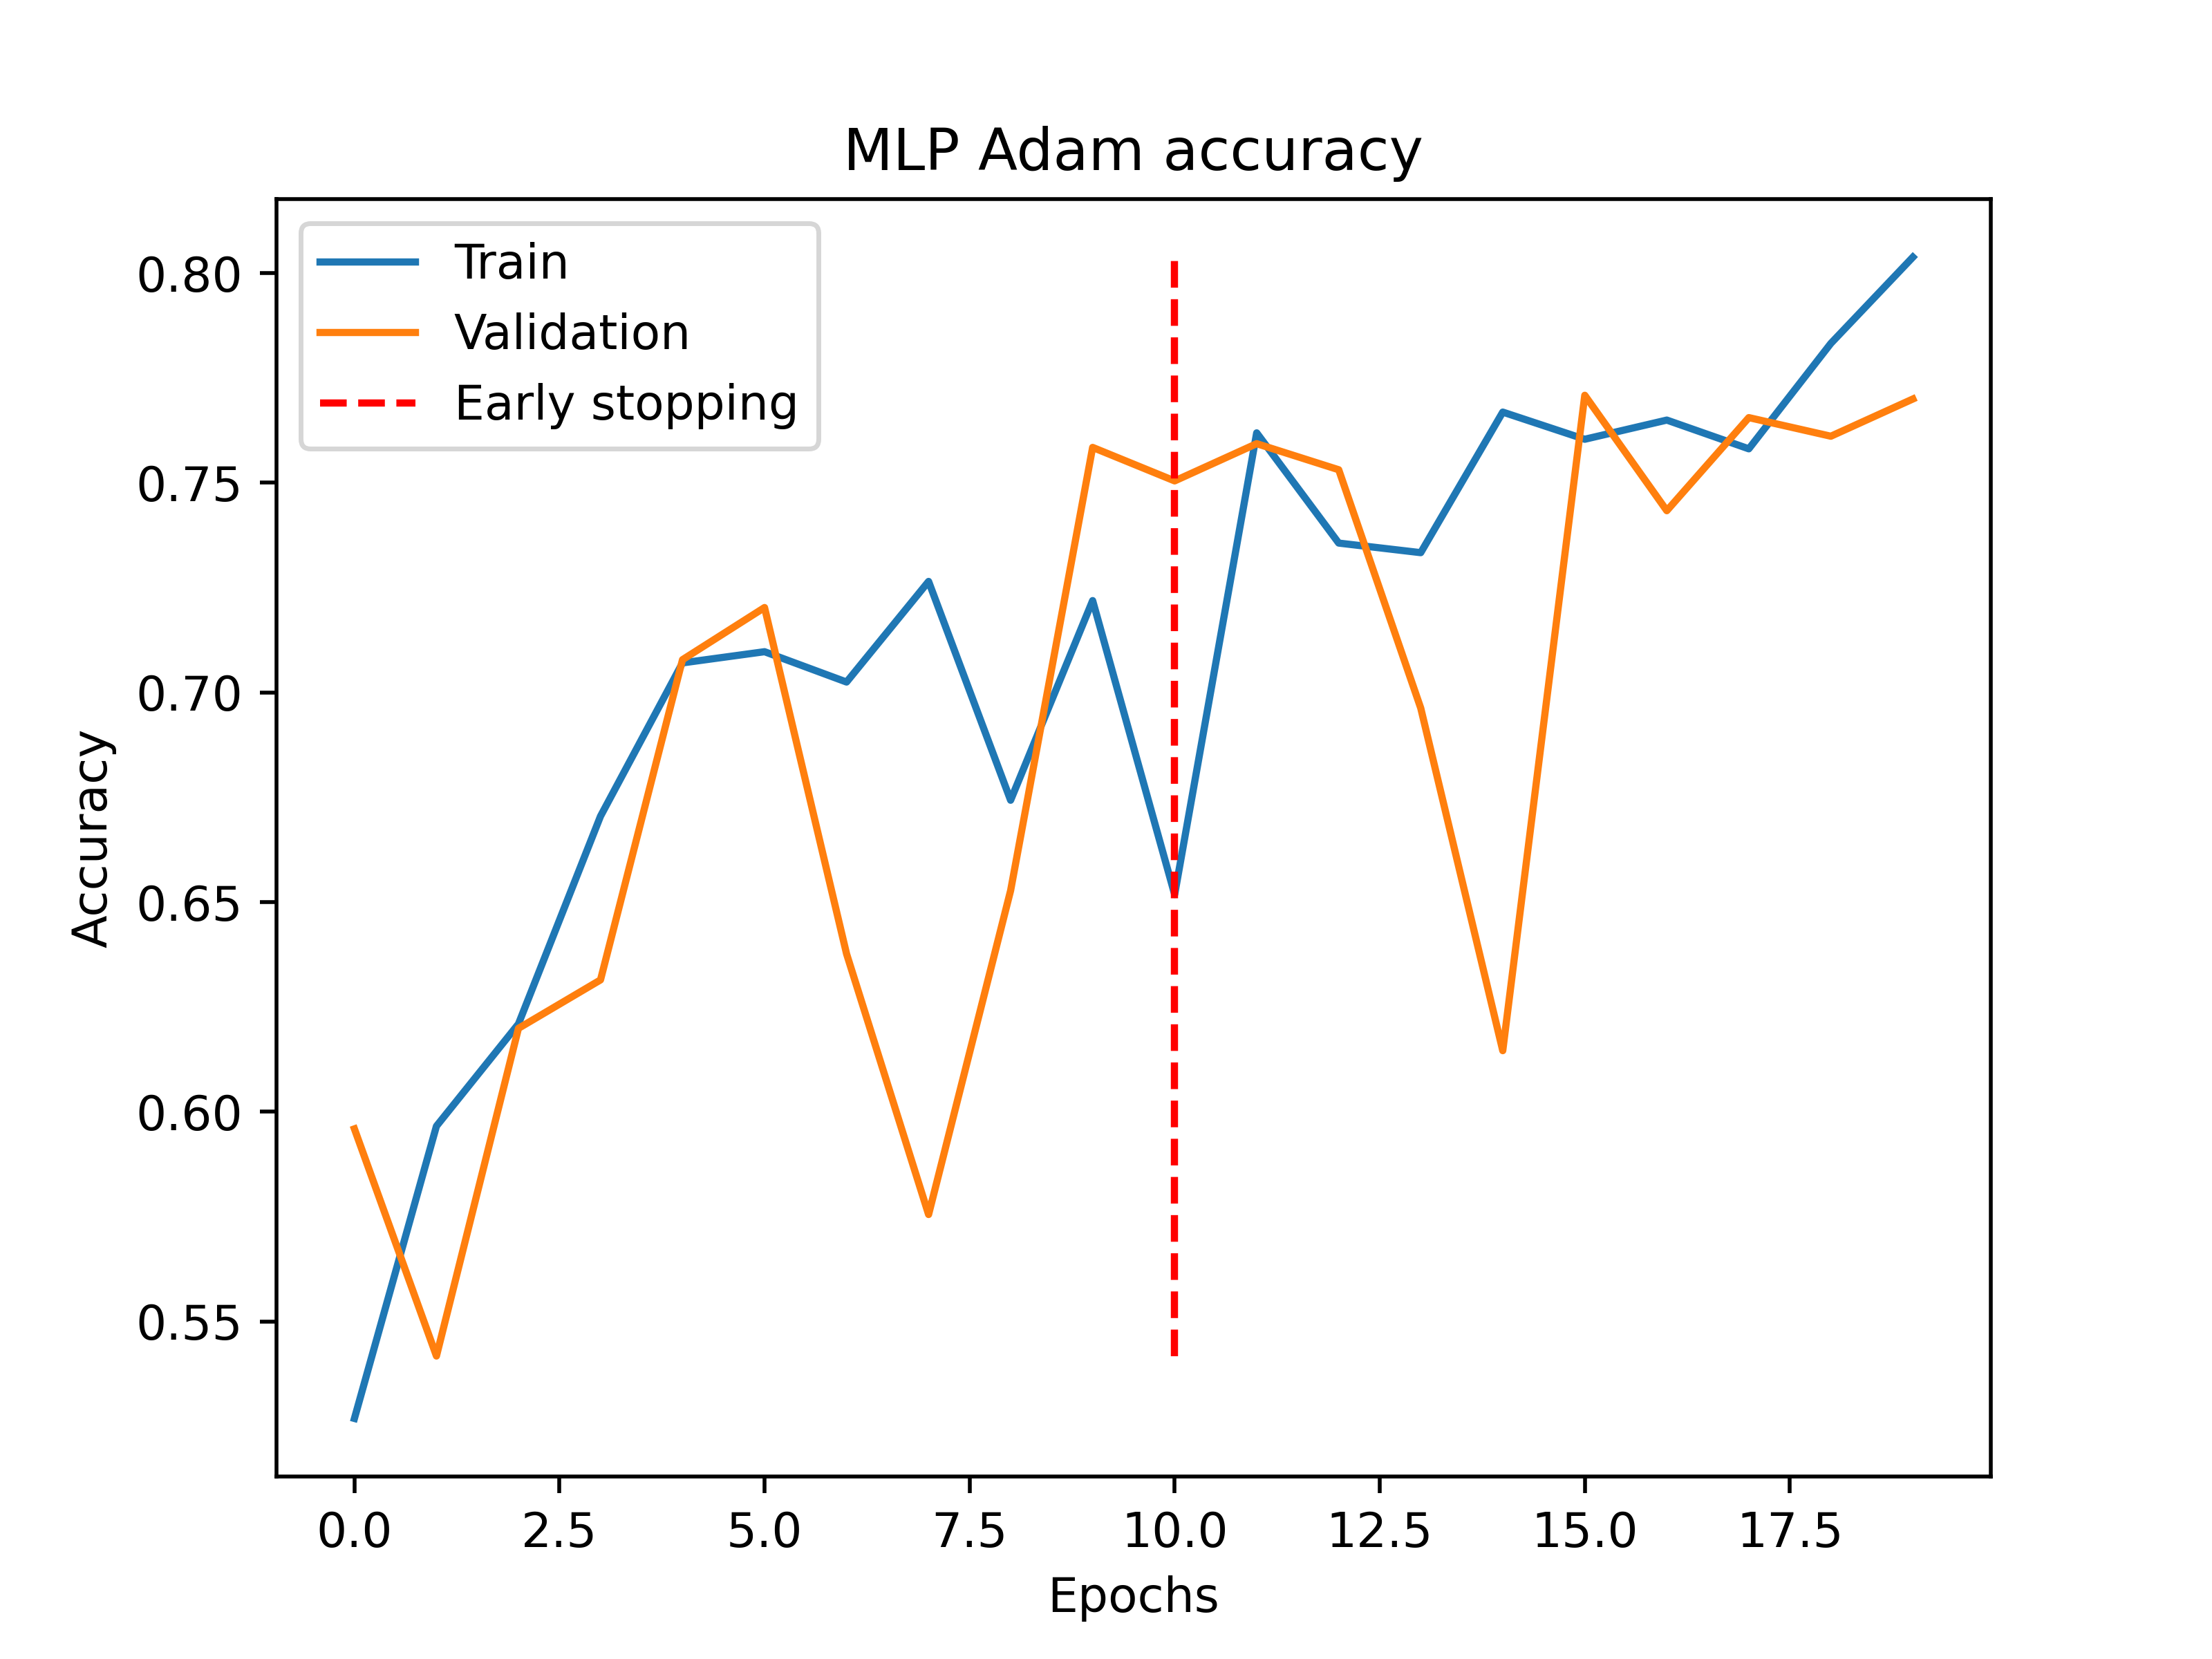 MLP Adam accuracy
Train
Validation
Early stopping
0.80
0.75
0.70
0.65
0.60
0.55
Accuracy
0.0 2.5 5.0 7.5 10.0 12.5 15.0 17.5
Epochs